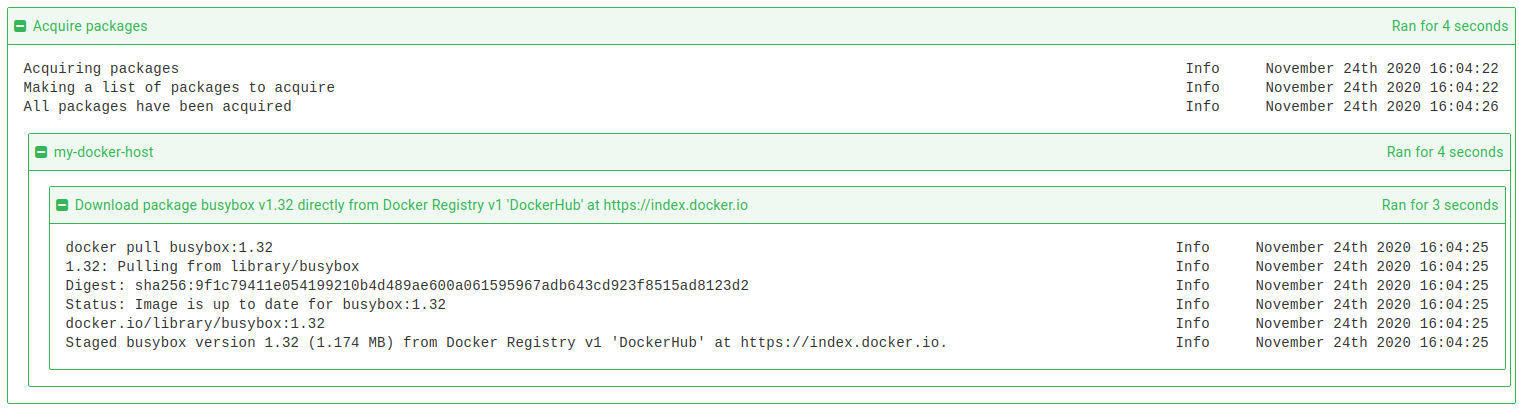 Acquire packages Ran for 4 seconds
Acquiring packages Info November 24th 2020 16:04:22
Making a list of packages to acquire Info November 24th 2020 16:04:22
All packages have been acquired Info November 24th 2020 16:04:26
my-docker-host Ran for 4 seconds
Download package busybox v1.32 directly from Docker Registry v1 'DockerHub' at https://index.docker.io Ran for 3 seconds
docker pull busybox:1.32 Info November 24th 2020 16:04:25
1.32: Pulling from library/busybox Info November 24th 2020 16:04:25
Digest: sha256:9f1c79411e054199210b4d489ae600a061595967adb643cd923f8515ad8123d2 Info November 24th 2020 16:04:25
Status: Image is up to date for busybox:1.32 Info November 24th 2020 16:04:25
docker.io/library/busybox:1.32 Info November 24th 2020 16:04:25
Staged busybox version 1.32 (1.174 MB) from Docker Registry v1 'DockerHub' at https://index.docker.io. Info November 24th 2020 16:04:25